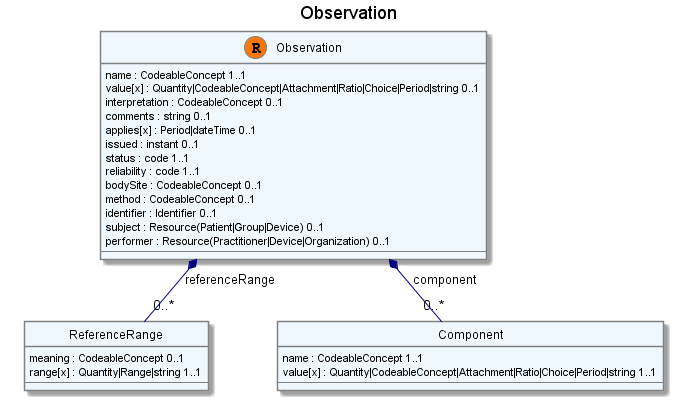 Observation
R Observation
name : CodeableConcept 1..1
value[x] : Quantity|CodeableConcept|Attachment|Ratio|Choice|Period|string 0..1
interpretation : CodeableConcept 0..1
comments : string 0..1
applies[x] : Period|dateTime 0..1
issued : instant 0..1
status : code 1..1
reliability : code 1..1
bodySite : CodeableConcept 0..1
method : CodeableConcept 0..1
identifier : Identifier 0..1
subject : Resource(Patient|Group|Device) 0..1
performer : Resource(Practitioner|Device|Organization) 0..1
referenceRange
component
0..*
0..*
ReferenceRange
meaning : CodeableConcept 0..1
range[x] : Quantity|Range|string 1..1
Component
name : CodeableConcept 1..1
value[x] : Quantity|CodeableConcept|Attachment|Ratio|Choice|Period|string 1..1